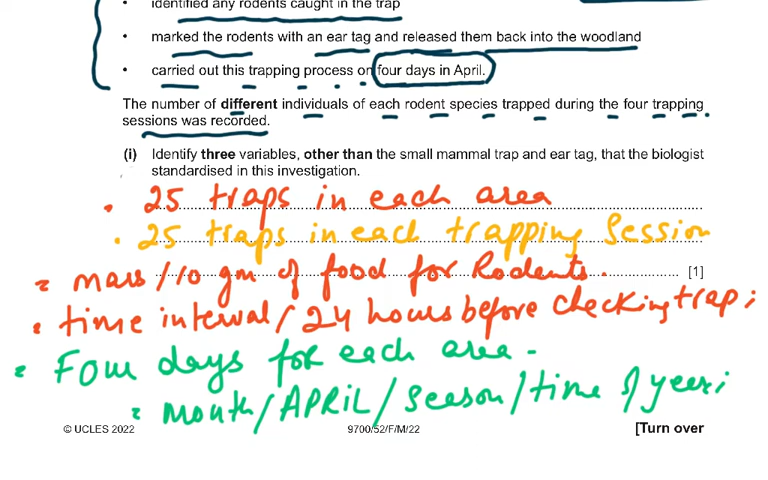 • identified any rodents caught in the trap
• marked the rodents with an ear tag and released them back into the woodland
• carried out this trapping process on four days in April.
The number of different individuals of each rodent species trapped during the four trapping
sessions was recorded.
(i) Identify three variables, other than the small mammal trap and ear tag, that the biologist
standardised in this investigation.
• 25 traps in each area
• 25 traps in each trapping Session
[1]
mass/10 gm of food for Rodents.
time interval/24 hours before checking trap;
Four days for each area -
month/APRIL/season/time of year;
© UCLES 2022 9700/52/F/M/22 [Turn over